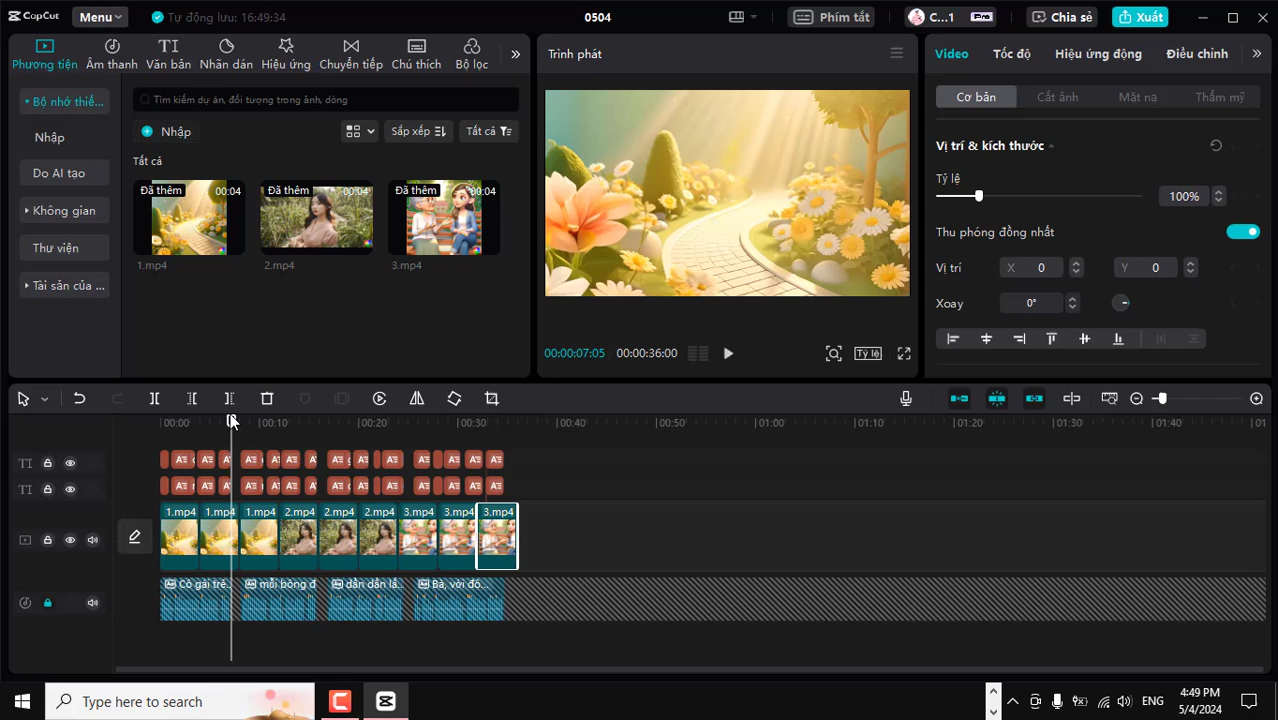 CapCut
Menu
Tự động lưu: 16:49:34
0504
Phím tắt
C...1
Pro
Chia sẻ
Xuất
Phương tiện
Âm thanh
Văn bản
Nhãn dán
Hiệu ứng
Chuyển tiếp
Chú thích
Bộ lọc
Bộ nhớ thiế...
Nhập
Do AI tạo
Không gian
Thư viện
Tài sản của ...
Tìm kiếm dự án, đối tượng trong ảnh, dòng
Nhập
Sắp xếp
Tất cả
Tất cả
Đã thêm
00:04
Đã thêm
00:04
Đã thêm
00:04
1.mp4
2.mp4
3.mp4
Trình phát
00:00:07:05
00:00:36:00
Tỷ lệ
Video
Tốc độ
Hiệu ứng động
Điều chỉnh
Cơ bản
Cắt ảnh
Mặt nạ
Thẩm mỹ
Vị trí & kích thước
Tỷ lệ
100%
Thu phóng đồng nhất
Vị trí
X 0
Y 0
Xoay
0°
00:00
00:10
00:20
00:30
00:40
00:50
01:00
01:10
01:20
01:30
01:40
1.mp4
1.mp4
1.mp4
2.mp4
2.mp4
2.mp4
3.mp4
3.mp4
3.mp4
Cô gái trẻ...
mỗi bông đ
dần dần lấ...
Bà, với đô...
Type here to search
ENG
4:49 PM
5/4/2024